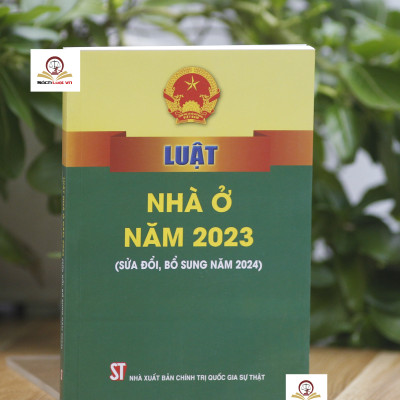 LUẬT
NHÀ Ở
NĂM 2023
(SỬA ĐỔI, BỔ SUNG NĂM 2024)
ST NHÀ XUẤT BẢN CHÍNH TRỊ QUỐC GIA SỰ THẬT